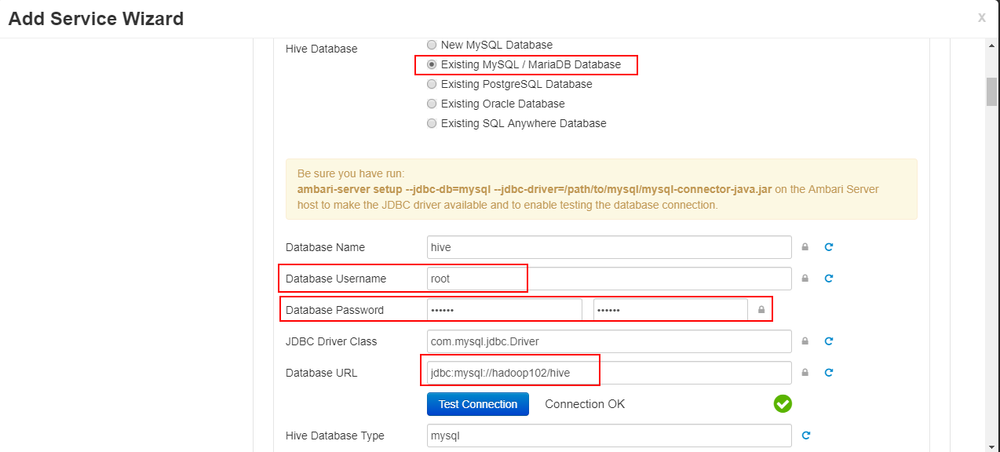 Add Service Wizard x
Hive Database
New MySQL Database
Existing MySQL / MariaDB Database
Existing PostgreSQL Database
Existing Oracle Database
Existing SQL Anywhere Database
Be sure you have run:
ambari-server setup --jdbc-db=mysql --jdbc-driver=/path/to/mysql/mysql-connector-java.jar on the Ambari Server
host to make the JDBC driver available and to enable testing the database connection.
Database Name hive
Database Username root
Database Password •••••• ••••••
JDBC Driver Class com.mysql.jdbc.Driver
Database URL jdbc:mysql://hadoop102/hive
Test Connection Connection OK
Hive Database Type mysql